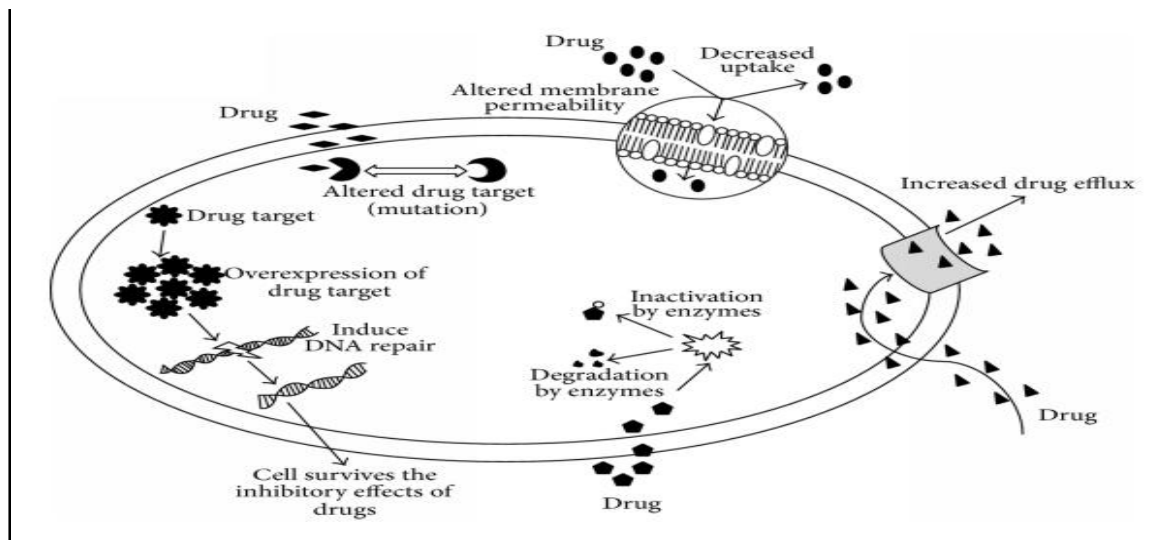 Drug
Decreased
uptake
Altered membrane
permeability
Drug
Altered drug target
(mutation)
Increased drug efflux
Drug target
Overexpression of
drug target
Inactivation
by enzymes
Induce
DNA repair
Degradation
by enzymes
Drug
Cell survives the
inhibitory effects of
drugs
Drug